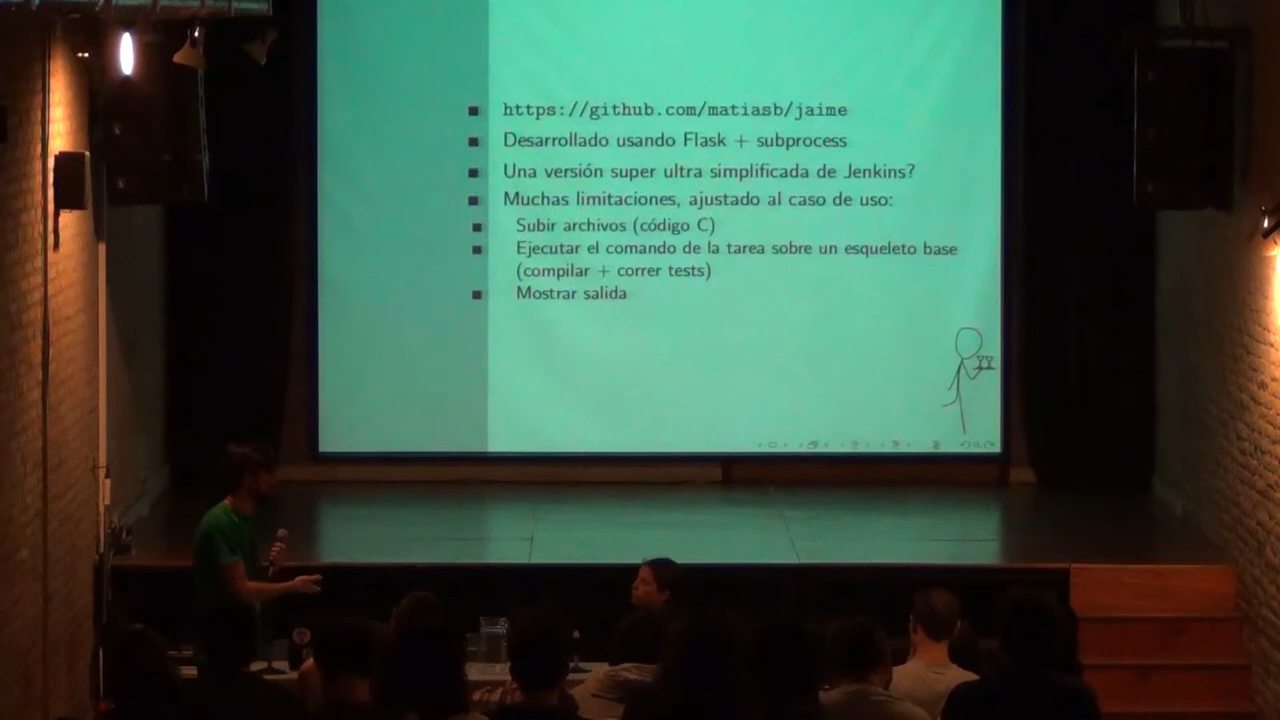 https://github.com/matiasb/jaime
Desarrollado usando Flask + subprocess
Una versión super ultra simplificada de Jenkins?
Muchas limitaciones, ajustado al caso de uso:
Subir archivos (código C)
Ejecutar el comando de la tarea sobre un esqueleto base
(compilar + correr tests)
Mostrar salida